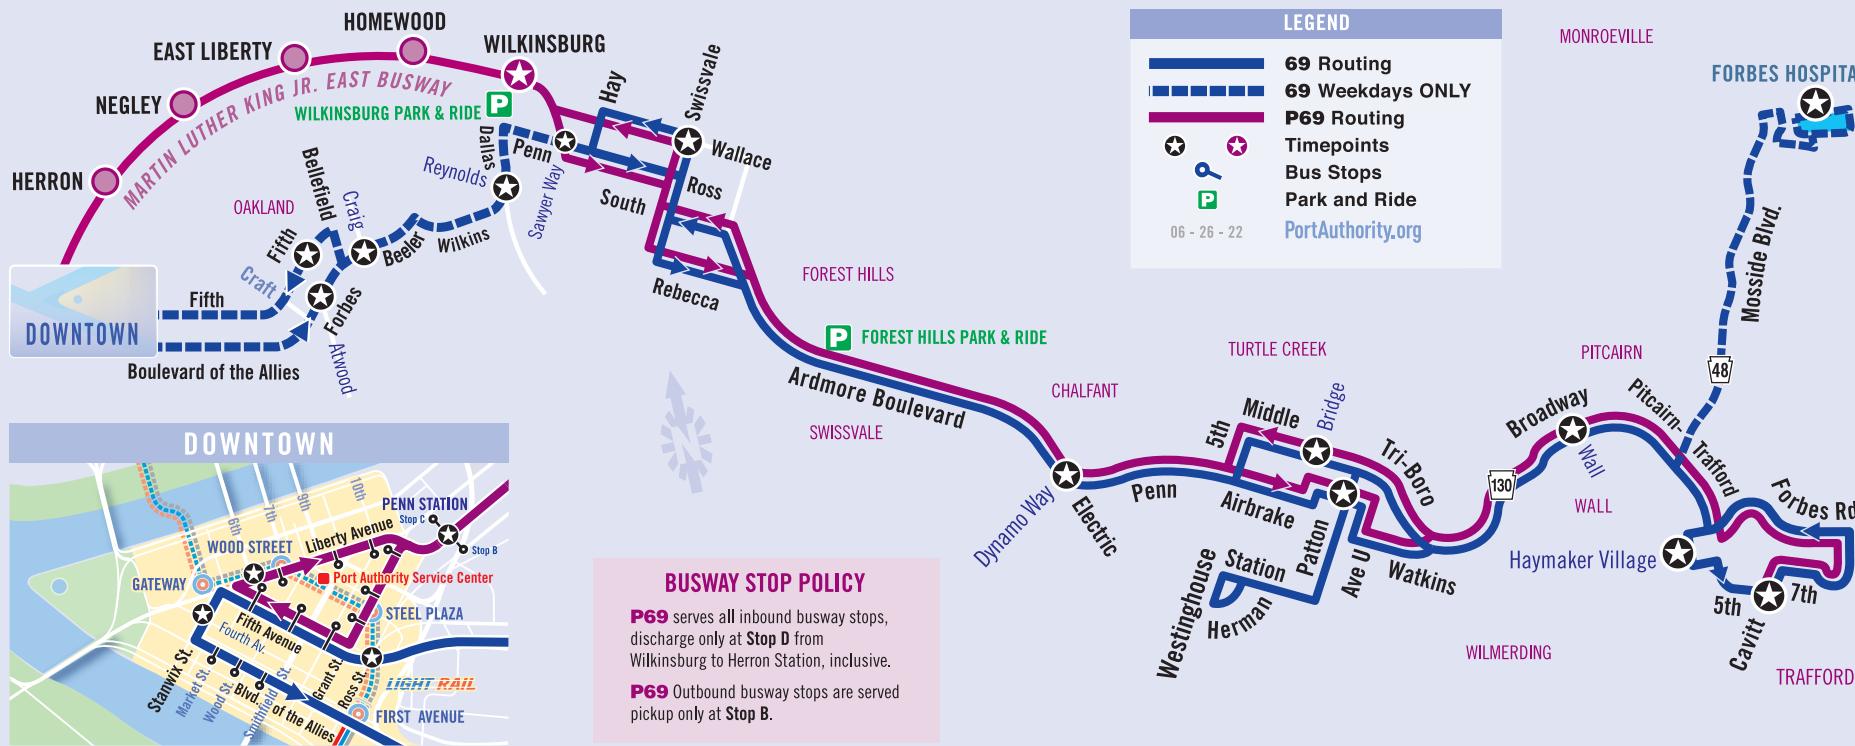 HOMEWOOD
EAST LIBERTY
WILKINSBURG
NEGLEY
HERRON
MARTIN LUTHER KING JR. EAST BUSWAY
WILKINSBURG PARK & RIDE
P
Hay
Swissvale
Wallace
Dallas
Penn
Reynolds
Sawyer Way
South
Ross
Bellefield
Craig
OAKLAND
Fifth
Beeler
Wilkins
Craft
Forbes
Atwood
Fifth
DOWNTOWN
Boulevard of the Allies
Rebecca
FOREST HILLS
P
FOREST HILLS PARK & RIDE
Ardmore Boulevard
SWISSVALE
CHALFANT
N
LEGEND
69 Routing
69 Weekdays ONLY
P69 Routing
Timepoints
Bus Stops
P
Park and Ride
06 - 26 - 22
PortAuthority.org
MONROEVILLE
FORBES HOSPITA
Mossside Blvd.
48
PITCAIRN
TURTLE CREEK
Middle
Bridge
5th
Tri-Boro
Dynamo Way
Electric
Penn
Airbrake
Patton
Ave U
Watkins
Westinghouse
Station
Herman
130
Broadway
Wall
WALL
Pitcairn-
Trafford
Forbes Rd
Haymaker Village
5th
7th
Cavitt
WILMERDING
TRAFFORD
DOWNTOWN
6th
7th
9th
10th
PENN STATION
Stop C
Stop B
Liberty Avenue
WOOD STREET
GATEWAY
Port Authority Service Center
STEEL PLAZA
Fifth Avenue
Fourth Av.
Stanwix St.
Market St.
Wood St.
Smithfield St.
Grant St.
Ross St.
Blvd. of the Allies
LIGHT RAIL
FIRST AVENUE
BUSWAY STOP POLICY
P69 serves all inbound busway stops,
discharge only at Stop D from
Wilkinsburg to Herron Station, inclusive.
P69 Outbound busway stops are served
pickup only at Stop B.